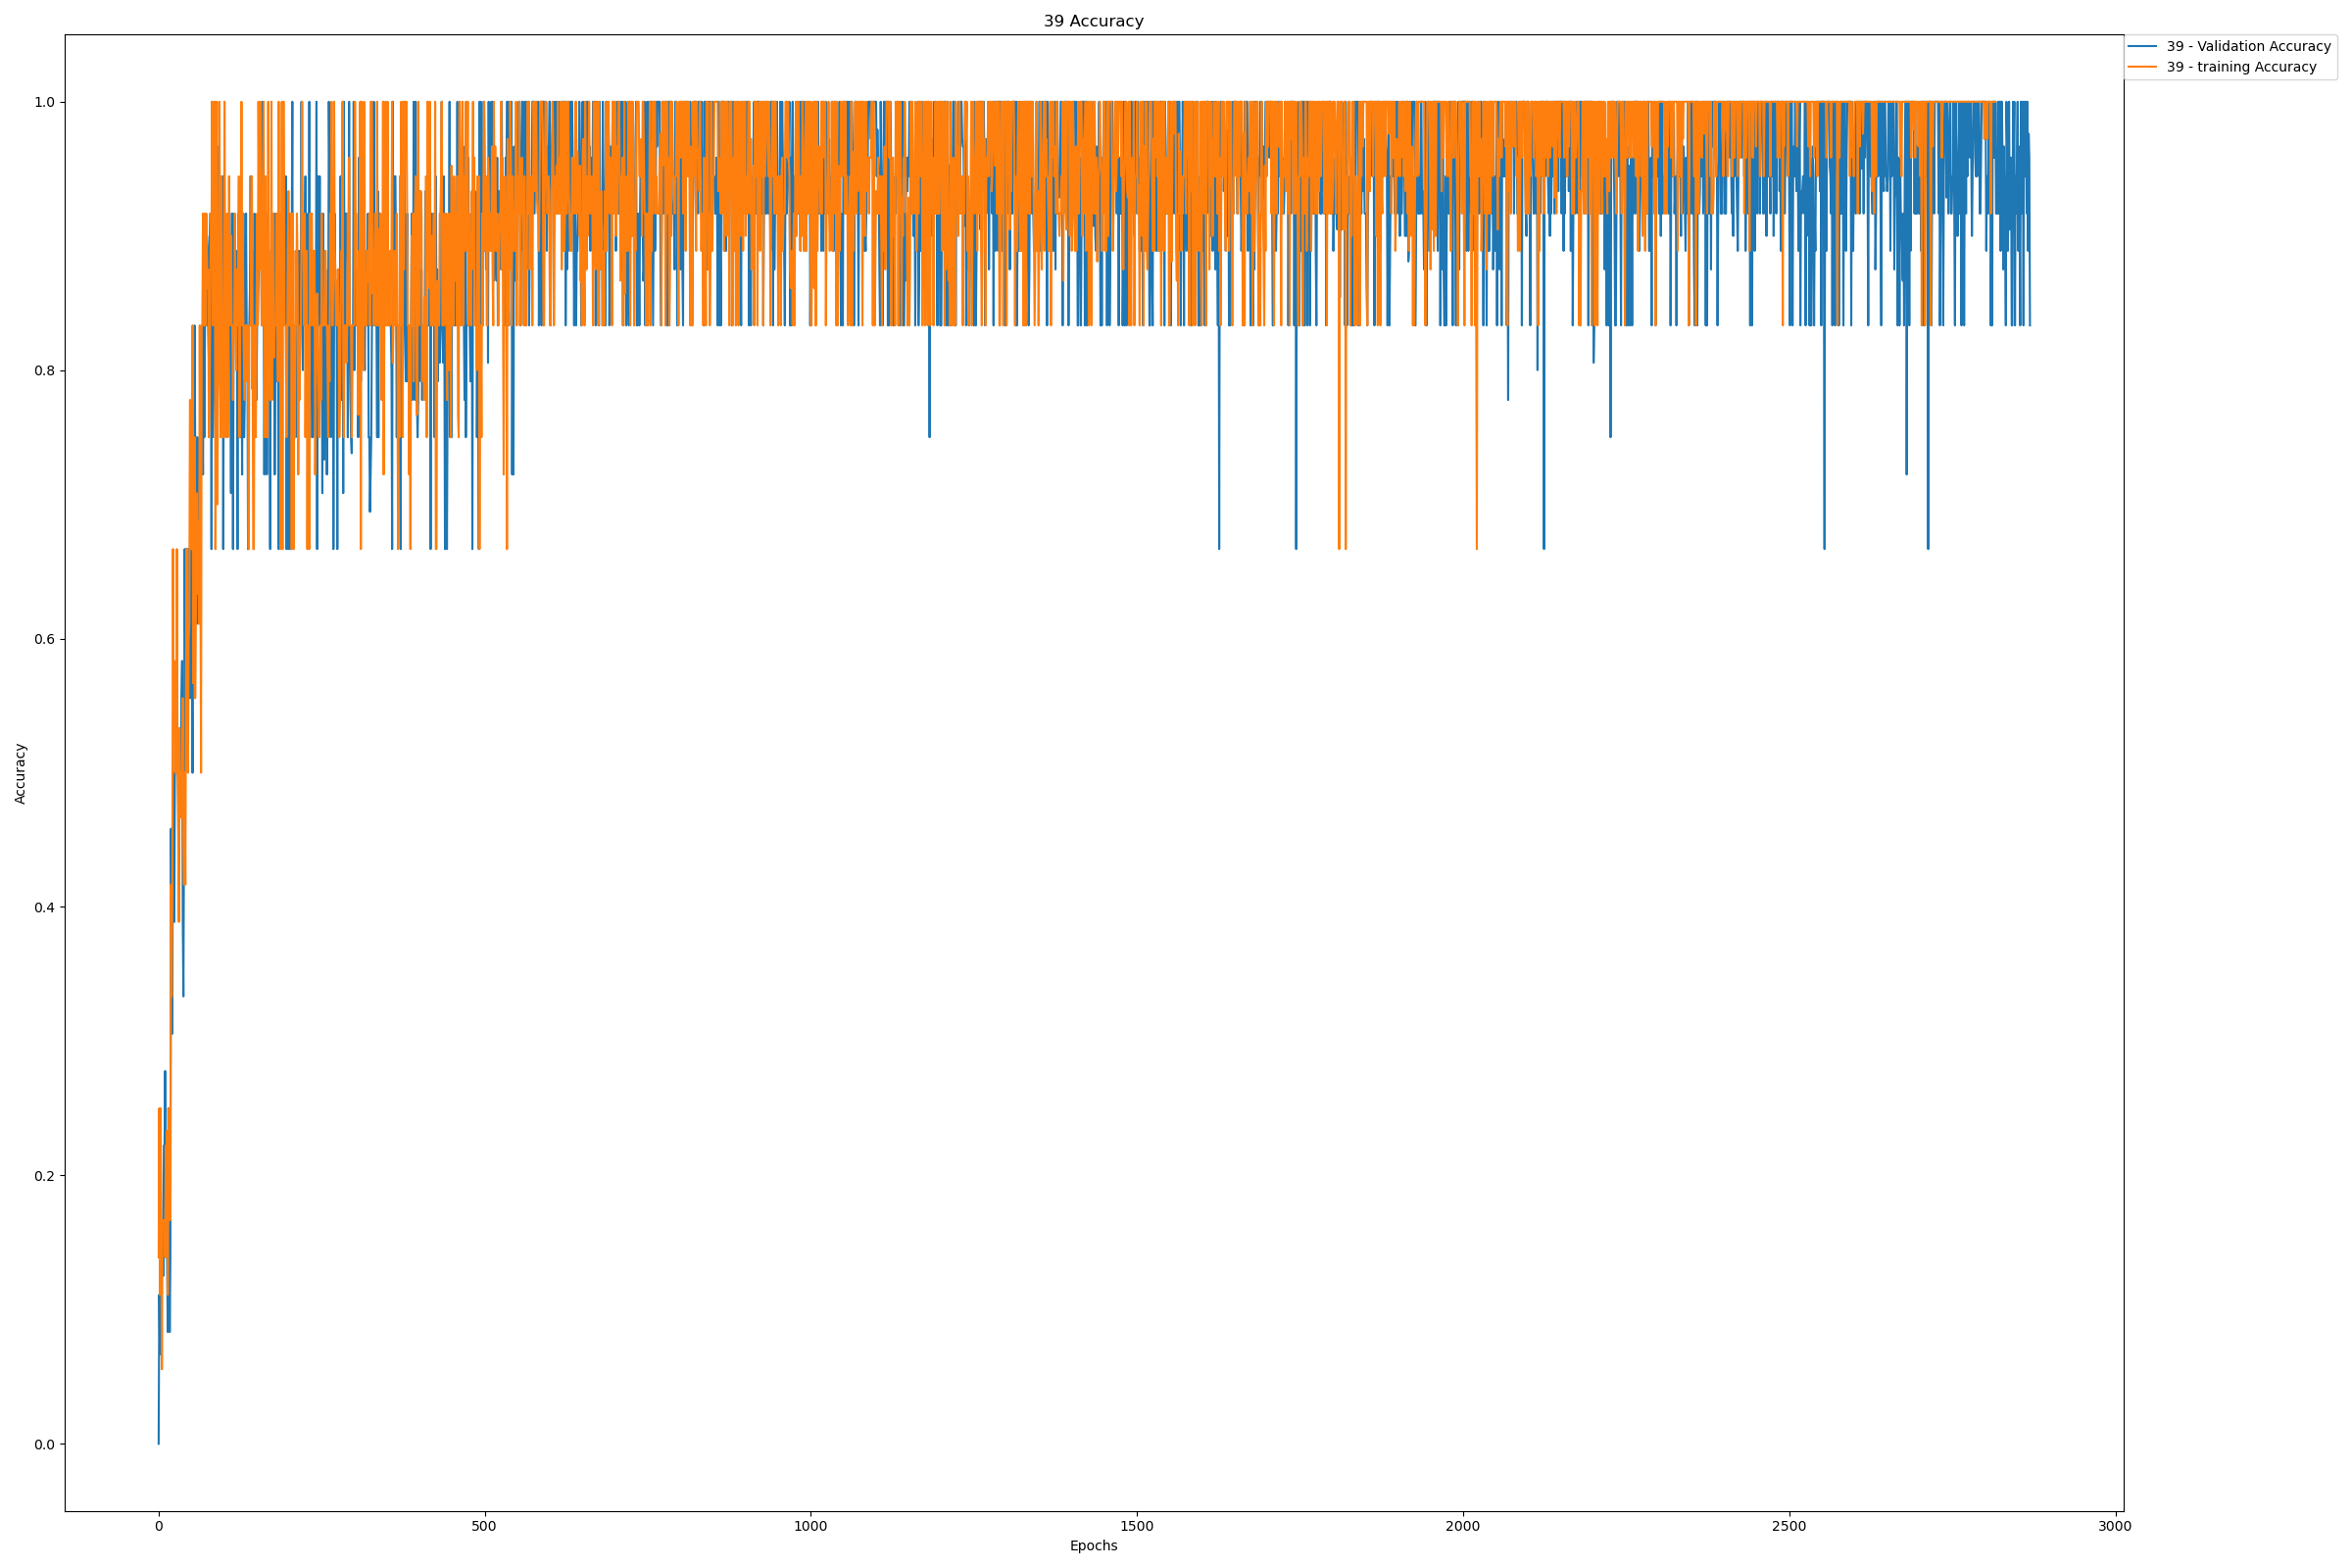 39 Accuracy
39 - Validation Accuracy
39 - training Accuracy
1.0
0.8
0.6
0.4
0.2
0.0
Accuracy
0 500 1000 1500 2000 2500 3000
Epochs